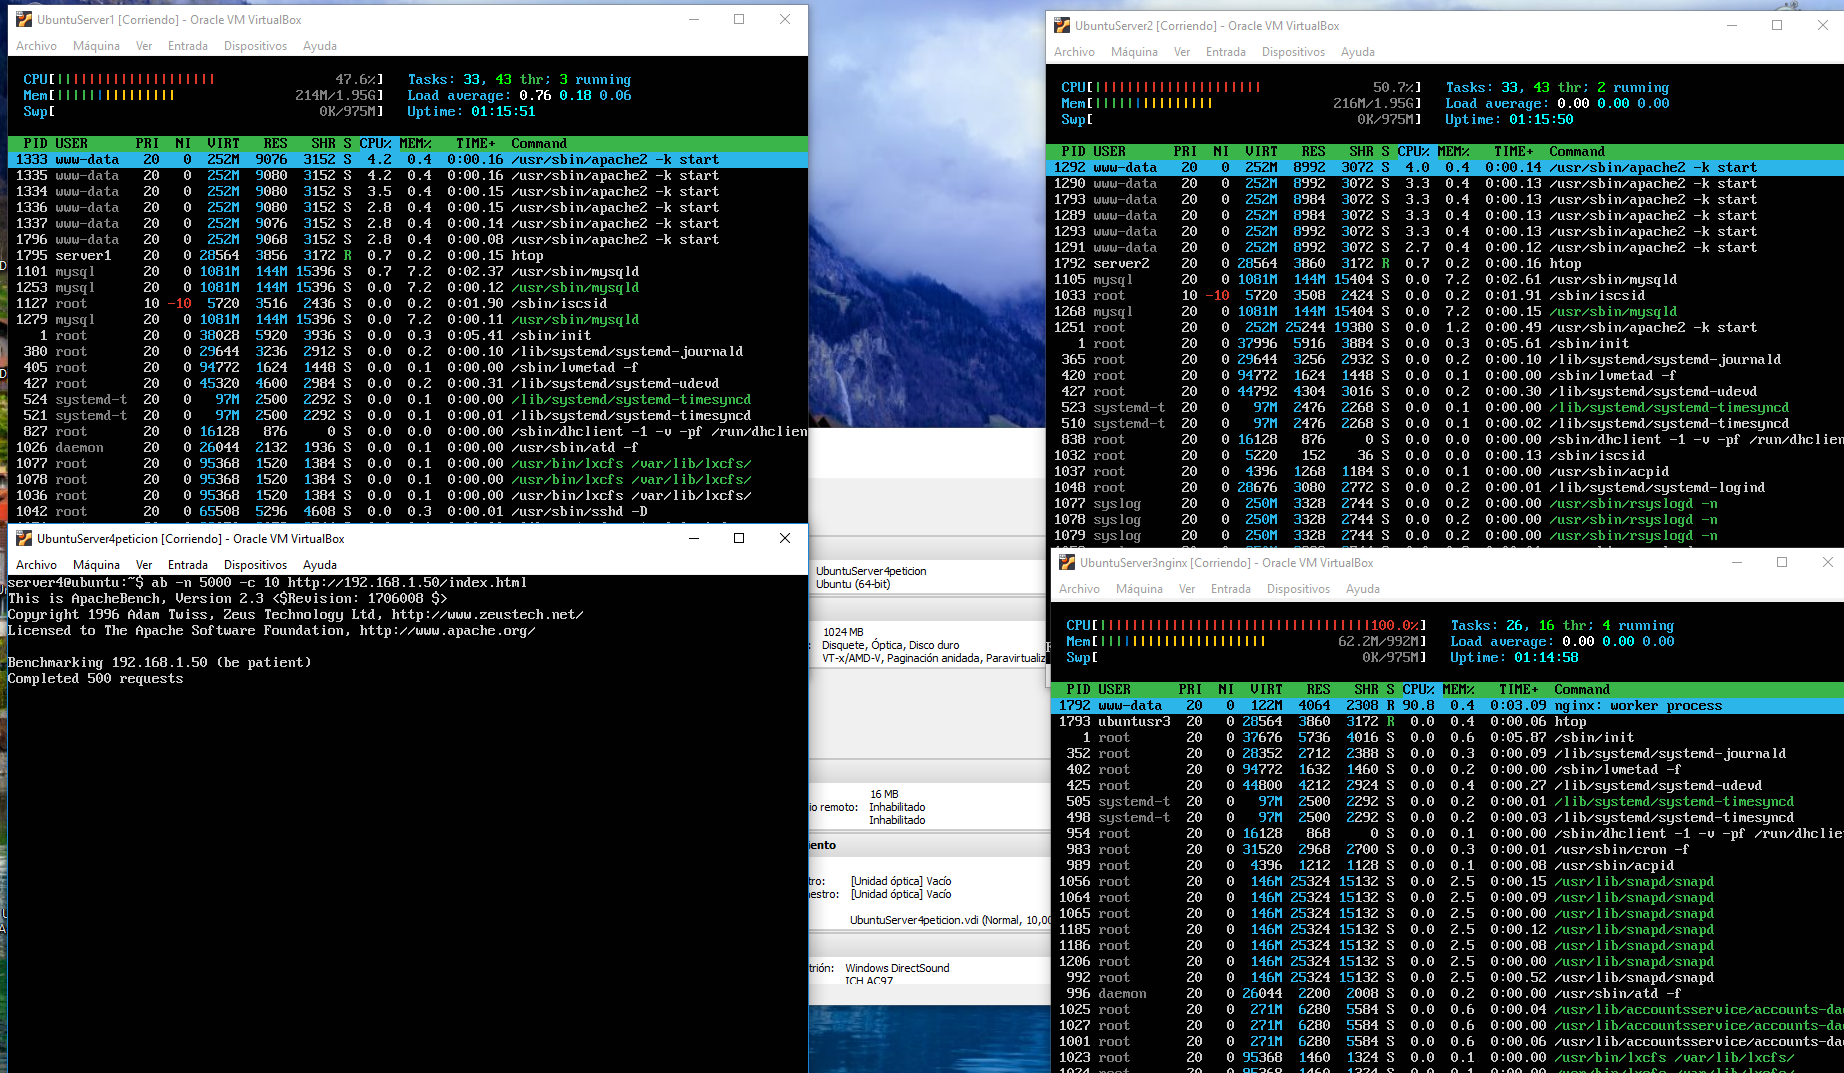 UbuntuServer1 [Corriendo] - Oracle VM VirtualBox
Archivo Máquina Ver Entrada Dispositivos Ayuda
CPU[||||||||||||||||||||47.6%] Tasks: 33, 43 thr; 3 running
Mem[|||||||||||||||214M/1.95G] Load average: 0.76 0.18 0.06
Swp[ 0K/975M] Uptime: 01:15:51
PID USER PRI NI VIRT RES SHR S CPU% MEM% TIME+ Command
1333 www-data 20 0 252M 9076 3152 S 4.2 0.4 0:00.16 /usr/sbin/apache2 -k start
1335 www-data 20 0 252M 9080 3152 S 4.2 0.4 0:00.16 /usr/sbin/apache2 -k start
1334 www-data 20 0 252M 9080 3152 S 3.5 0.4 0:00.15 /usr/sbin/apache2 -k start
1336 www-data 20 0 252M 9080 3152 S 2.8 0.4 0:00.15 /usr/sbin/apache2 -k start
1337 www-data 20 0 252M 9076 3152 S 2.8 0.4 0:00.14 /usr/sbin/apache2 -k start
1796 www-data 20 0 252M 9068 3152 S 2.8 0.4 0:00.08 /usr/sbin/apache2 -k start
1795 server1 20 0 28564 3856 3172 R 0.7 0.2 0:00.15 htop
1101 mysql 20 0 1081M 144M 15396 S 0.7 7.2 0:02.37 /usr/sbin/mysqld
1253 mysql 20 0 1081M 144M 15396 S 0.0 7.2 0:00.12 /usr/sbin/mysqld
1127 root 10 -10 5720 3516 2436 S 0.0 0.2 0:01.90 /sbin/iscsid
1279 mysql 20 0 1081M 144M 15396 S 0.0 7.2 0:00.11 /usr/sbin/mysqld
1 root 20 0 38028 5920 3936 S 0.0 0.3 0:05.41 /sbin/init
380 root 20 0 29644 3236 2912 S 0.0 0.2 0:00.10 /lib/systemd/systemd-journald
405 root 20 0 94772 1624 1448 S 0.0 0.1 0:00.00 /sbin/lvmetad -f
427 root 20 0 45320 4600 2984 S 0.0 0.2 0:00.31 /lib/systemd/systemd-udevd
524 systemd-t 20 0 97M 2500 2292 S 0.0 0.1 0:00.00 /lib/systemd/systemd-timesyncd
521 systemd-t 20 0 97M 2500 2292 S 0.0 0.1 0:00.01 /lib/systemd/systemd-timesyncd
827 root 20 0 16128 876 0 S 0.0 0.0 0:00.00 /sbin/dhclient -1 -v -pf /run/dhclien
1026 daemon 20 0 26044 2132 1936 S 0.0 0.1 0:00.00 /usr/sbin/atd -f
1077 root 20 0 95368 1520 1384 S 0.0 0.1 0:00.00 /usr/bin/lxcfs /var/lib/lxcfs/
1078 root 20 0 95368 1520 1384 S 0.0 0.1 0:00.00 /usr/bin/lxcfs /var/lib/lxcfs/
1036 root 20 0 95368 1520 1384 S 0.0 0.1 0:00.00 /usr/bin/lxcfs /var/lib/lxcfs/
1042 root 20 0 65508 5296 4608 S 0.0 0.3 0:00.01 /usr/sbin/sshd -D
UbuntuServer2 [Corriendo] - Oracle VM VirtualBox
Archivo Máquina Ver Entrada Dispositivos Ayuda
CPU[|||||||||||||||||||||50.7%] Tasks: 33, 43 thr; 2 running
Mem[|||||||||||||||216M/1.95G] Load average: 0.00 0.00 0.00
Swp[ 0K/975M] Uptime: 01:15:50
PID USER PRI NI VIRT RES SHR S CPU% MEM% TIME+ Command
1292 www-data 20 0 252M 8992 3072 S 4.0 0.4 0:00.14 /usr/sbin/apache2 -k start
1290 www-data 20 0 252M 8992 3072 S 3.3 0.4 0:00.13 /usr/sbin/apache2 -k start
1793 www-data 20 0 252M 8984 3072 S 3.3 0.4 0:00.13 /usr/sbin/apache2 -k start
1289 www-data 20 0 252M 8984 3072 S 3.3 0.4 0:00.13 /usr/sbin/apache2 -k start
1293 www-data 20 0 252M 8992 3072 S 3.3 0.4 0:00.13 /usr/sbin/apache2 -k start
1291 www-data 20 0 252M 8992 3072 S 2.7 0.4 0:00.12 /usr/sbin/apache2 -k start
1792 server2 20 0 28564 3860 3172 R 0.7 0.2 0:00.16 htop
1105 mysql 20 0 1081M 144M 15404 S 0.0 7.2 0:02.61 /usr/sbin/mysqld
1033 root 10 -10 5720 3508 2424 S 0.0 0.2 0:01.91 /sbin/iscsid
1268 mysql 20 0 1081M 144M 15404 S 0.0 7.2 0:00.15 /usr/sbin/mysqld
1251 root 20 0 252M 25244 19380 S 0.0 1.2 0:00.49 /usr/sbin/apache2 -k start
1 root 20 0 37996 5916 3884 S 0.0 0.3 0:05.61 /sbin/init
365 root 20 0 29644 3256 2932 S 0.0 0.2 0:00.10 /lib/systemd/systemd-journald
420 root 20 0 94772 1624 1448 S 0.0 0.1 0:00.00 /sbin/lvmetad -f
427 root 20 0 44792 4304 3016 S 0.0 0.2 0:00.30 /lib/systemd/systemd-udevd
523 systemd-t 20 0 97M 2476 2268 S 0.0 0.1 0:00.00 /lib/systemd/systemd-timesyncd
510 systemd-t 20 0 97M 2476 2268 S 0.0 0.1 0:00.02 /lib/systemd/systemd-timesyncd
838 root 20 0 16128 876 0 S 0.0 0.0 0:00.00 /sbin/dhclient -1 -v -pf /run/dhclien
1032 root 20 0 5220 152 36 S 0.0 0.0 0:00.13 /sbin/iscsid
1037 root 20 0 4396 1268 1184 S 0.0 0.1 0:00.00 /usr/sbin/acpid
1048 root 20 0 28676 3080 2772 S 0.0 0.1 0:00.01 /lib/systemd/systemd-logind
1077 syslog 20 0 250M 3328 2744 S 0.0 0.1 0:00.00 /usr/sbin/rsyslogd -n
1078 syslog 20 0 250M 3328 2744 S 0.0 0.1 0:00.00 /usr/sbin/rsyslogd -n
1079 syslog 20 0 250M 3328 2744 S 0.0 0.1 0:00.00 /usr/sbin/rsyslogd -n
UbuntuServer4peticion [Corriendo] - Oracle VM VirtualBox
Archivo Máquina Ver Entrada Dispositivos Ayuda
server4@ubuntu:~$ ab -n 5000 -c 10 http://192.168.1.50/index.html
This is ApacheBench, Version 2.3 <$Revision: 1706008 $>
Copyright 1996 Adam Twiss, Zeus Technology Ltd, http://www.zeustech.net/
Licensed to The Apache Software Foundation, http://www.apache.org/
Benchmarking 192.168.1.50 (be patient)
Completed 500 requests
UbuntuServer4peticion
Ubuntu (64-bit)
1024 MB
Disquete, Óptica, Disco duro
VT-x/AMD-V, Paginación anidada, Paravirtualiz
16 MB
io remoto: Inhabilitado
Inhabilitado
iento
tro: [Unidad óptica] Vacío
estro: [Unidad óptica] Vacío
UbuntuServer4peticion.vdi (Normal, 10,00
trión: Windows DirectSound
ICH AC97
UbuntuServer3nginx [Corriendo] - Oracle VM VirtualBox
Archivo Máquina Ver Entrada Dispositivos Ayuda
CPU[||||||||||||||||||||||||||||||||||100.0%] Tasks: 26, 16 thr; 4 running
Mem[|||||||||||||||||||||62.2M/992M] Load average: 0.00 0.00 0.00
Swp[ 0K/975M] Uptime: 01:14:58
PID USER PRI NI VIRT RES SHR S CPU% MEM% TIME+ Command
1792 www-data 20 0 122M 4064 2308 R 90.8 0.4 0:03.09 nginx: worker process
1793 ubuntusr3 20 0 28564 3860 3172 R 0.0 0.4 0:00.06 htop
1 root 20 0 37676 5736 4016 S 0.0 0.6 0:05.87 /sbin/init
352 root 20 0 28352 2712 2388 S 0.0 0.3 0:00.09 /lib/systemd/systemd-journald
402 root 20 0 94772 1632 1460 S 0.0 0.2 0:00.00 /sbin/lvmetad -f
425 root 20 0 44800 4212 2924 S 0.0 0.4 0:00.27 /lib/systemd/systemd-udevd
505 systemd-t 20 0 97M 2500 2292 S 0.0 0.2 0:00.01 /lib/systemd/systemd-timesyncd
498 systemd-t 20 0 97M 2500 2292 S 0.0 0.2 0:00.03 /lib/systemd/systemd-timesyncd
954 root 20 0 16128 868 0 S 0.0 0.1 0:00.00 /sbin/dhclient -1 -v -pf /run/dhclien
983 root 20 0 31520 2968 2700 S 0.0 0.3 0:00.01 /usr/sbin/cron -f
989 root 20 0 4396 1212 1128 S 0.0 0.1 0:00.08 /usr/sbin/acpid
1056 root 20 0 146M 25324 15132 S 0.0 2.5 0:00.15 /usr/lib/snapd/snapd
1064 root 20 0 146M 25324 15132 S 0.0 2.5 0:00.09 /usr/lib/snapd/snapd
1065 root 20 0 146M 25324 15132 S 0.0 2.5 0:00.00 /usr/lib/snapd/snapd
1185 root 20 0 146M 25324 15132 S 0.0 2.5 0:00.12 /usr/lib/snapd/snapd
1186 root 20 0 146M 25324 15132 S 0.0 2.5 0:00.08 /usr/lib/snapd/snapd
1206 root 20 0 146M 25324 15132 S 0.0 2.5 0:00.00 /usr/lib/snapd/snapd
992 root 20 0 146M 25324 15132 S 0.0 2.5 0:00.52 /usr/lib/snapd/snapd
996 daemon 20 0 26044 2200 2008 S 0.0 0.2 0:00.00 /usr/sbin/atd -f
1025 root 20 0 271M 6280 5584 S 0.0 0.6 0:00.04 /usr/lib/accountsservice/accounts-dae
1027 root 20 0 271M 6280 5584 S 0.0 0.6 0:00.00 /usr/lib/accountsservice/accounts-dae
1001 root 20 0 271M 6280 5584 S 0.0 0.6 0:00.06 /usr/lib/accountsservice/accounts-dae
1023 root 20 0 95368 1460 1324 S 0.0 0.1 0:00.00 /usr/bin/lxcfs /var/lib/lxcfs/